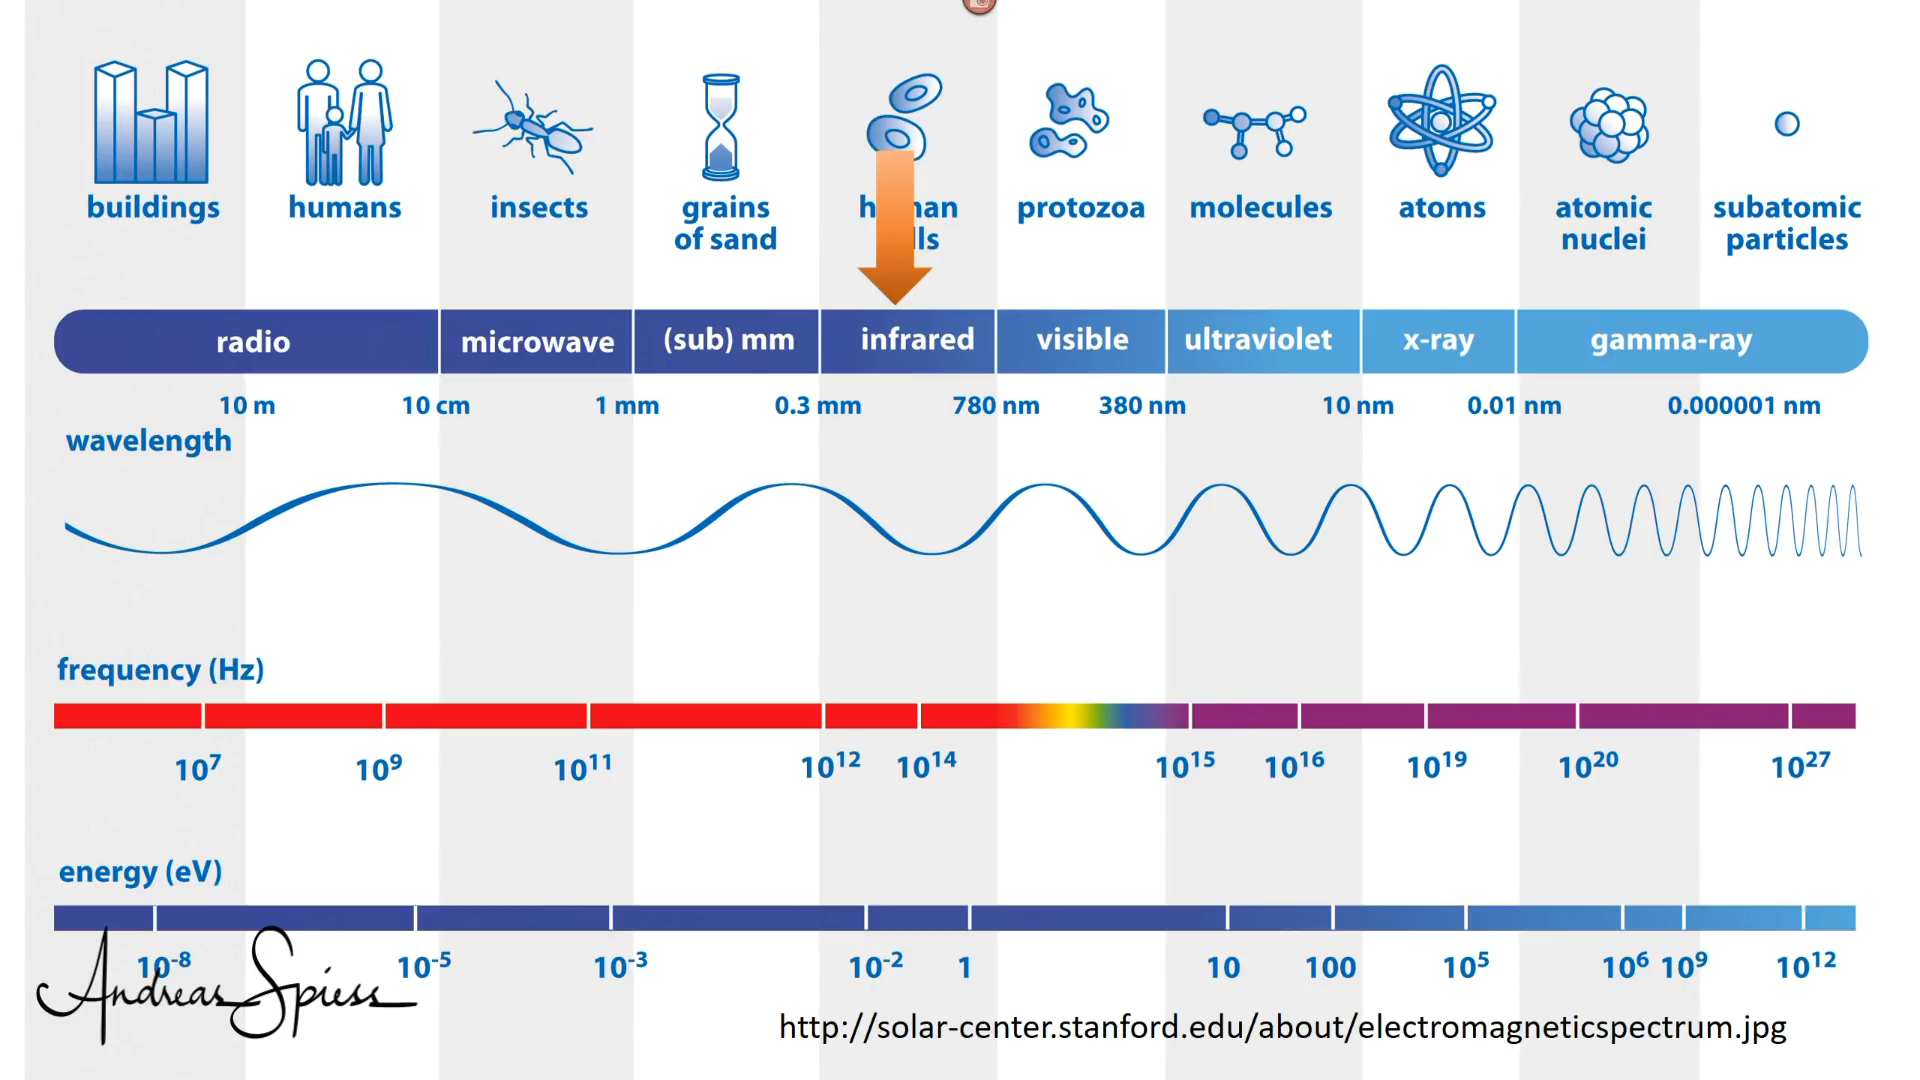 buildings
humans
insects
grains
of sand
protozoa
molecules
atoms
atomic
nuclei
subatomic
particles
radio
microwave
(sub) mm
infrared
visible
ultraviolet
x-ray
gamma-ray
10 m
10 cm
1 mm
0.3 mm
780 nm
380 nm
10 nm
0.01 nm
0.000001 nm
wavelength
frequency (Hz)
10⁷
10⁹
10¹¹
10¹²
10¹⁴
10¹⁵
10¹⁶
10¹⁹
10²⁰
10²⁷
energy (eV)
10⁻⁸
10⁻⁵
10⁻³
10⁻²
1
10
100
10⁵
10⁶
10⁹
10¹²
Andreas Spiess
http://solar-center.stanford.edu/about/electromagneticspectrum.jpg